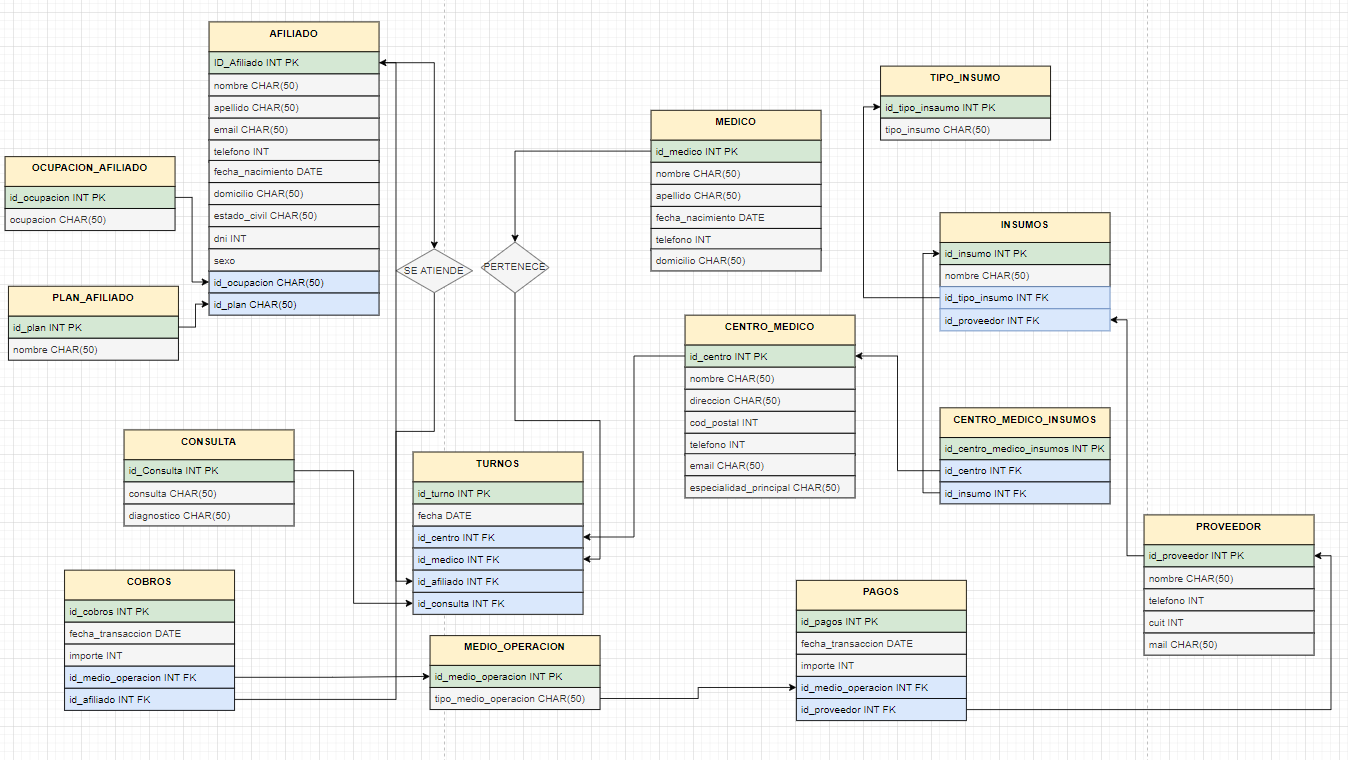 AFILIADO
ID_Afiliado INT PK
nombre CHAR(50)
apellido CHAR(50)
email CHAR(50)
telefono INT
fecha_nacimiento DATE
domicilio CHAR(50)
estado_civil CHAR(50)
dni INT
sexo
id_ocupacion CHAR(50)
id_plan CHAR(50)
OCUPACION_AFILIADO
id_ocupacion INT PK
ocupacion CHAR(50)
PLAN_AFILIADO
id_plan INT PK
nombre CHAR(50)
SE ATIENDE
PERTENECE
MEDICO
id_medico INT PK
nombre CHAR(50)
apellido CHAR(50)
fecha_nacimiento DATE
telefono INT
domicilio CHAR(50)
TIPO_INSUMO
id_tipo_insaumo INT PK
tipo_insumo CHAR(50)
INSUMOS
id_insumo INT PK
nombre CHAR(50)
id_tipo_insumo INT FK
id_proveedor INT FK
CENTRO_MEDICO
id_centro INT PK
nombre CHAR(50)
direccion CHAR(50)
cod_postal INT
telefono INT
email CHAR(50)
especialidad_principal CHAR(50)
CENTRO_MEDICO_INSUMOS
id_centro_medico_insumos INT PK
id_centro INT FK
id_insumo INT FK
CONSULTA
id_Consulta INT PK
consulta CHAR(50)
diagnostico CHAR(50)
TURNOS
id_turno INT PK
fecha DATE
id_centro INT FK
id_medico INT FK
id_afiliado INT FK
id_consulta INT FK
PROVEEDOR
id_proveedor INT PK
nombre CHAR(50)
telefono INT
cuit INT
mail CHAR(50)
COBROS
id_cobros INT PK
fecha_transaccion DATE
importe INT
id_medio_operacion INT FK
id_afiliado INT FK
MEDIO_OPERACION
id_medio_operacion INT PK
tipo_medio_operacion CHAR(50)
PAGOS
id_pagos INT PK
fecha_transaccion DATE
importe INT
id_medio_operacion INT FK
id_proveedor INT FK